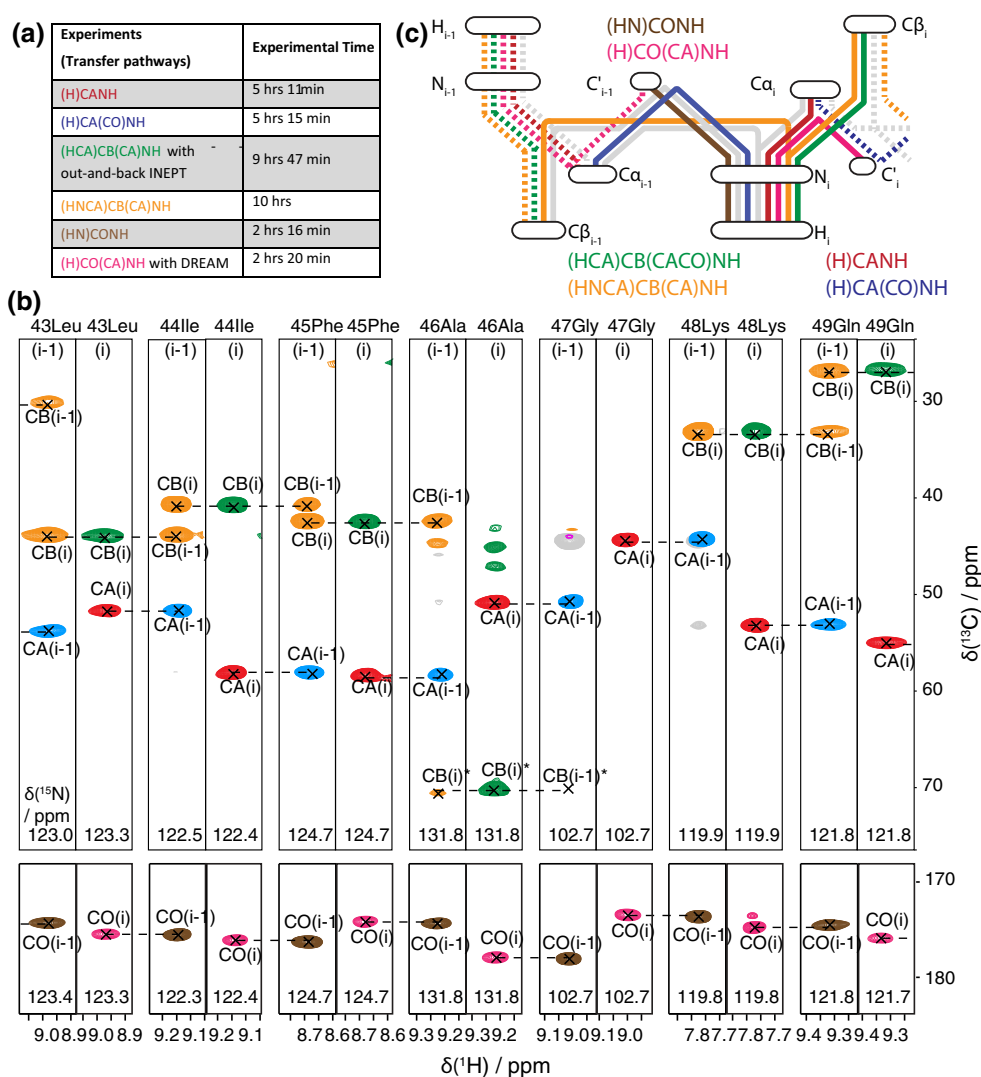 (a)
Experiments
(Transfer pathways)
Experimental Time
(H)CANH
5 hrs 11min
(H)CA(CO)NH
5 hrs 15 min
(HCA)CB(CA)NH with - -
out-and-back INEPT
9 hrs 47 min
(HNCA)CB(CA)NH
10 hrs
(HN)CONH
2 hrs 16 min
(H)CO(CA)NH with DREAM
2 hrs 20 min
(c)
Hi-1
Ni-1
(HN)CONH
(H)CO(CA)NH
C'i-1
Cαi
Cβi
Cαi-1
Ni
C'i
Cβi-1
Hi
(HCA)CB(CACO)NH
(HNCA)CB(CA)NH
(H)CANH
(H)CA(CO)NH
(b)
43Leu 43Leu 44Ile 44Ile 45Phe 45Phe 46Ala 46Ala 47Gly 47Gly 48Lys 48Lys 49Gln 49Gln
(i-1) (i) (i-1) (i) (i-1) (i) (i-1) (i) (i-1) (i) (i-1) (i) (i-1) (i)
CB(i) CB(i)
30
CB(i-1)
CB(i) CB(i) CB(i-1)
40
CB(i) CB(i) CB(i-1) CB(i-1)
CB(i) CB(i)
CB(i) CB(i) CB(i-1)
CA(i) CA(i-1)
50
CA(i) CA(i-1)
CA(i) CA(i-1)
CA(i) CA(i-1)
CA(i-1)
CA(i)
60
CA(i) CA(i-1)
CA(i) CA(i-1)
CB(i)* CB(i)* CB(i-1)*
70
δ(¹³C) / ppm
δ(¹⁵N)
/ ppm
123.0 123.3 122.5 122.4 124.7 124.7 131.8 131.8 102.7 102.7 119.9 119.9 121.8 121.8
170
CO(i-1) CO(i) CO(i-1) CO(i) CO(i-1) CO(i) CO(i-1) CO(i) CO(i-1) CO(i) CO(i-1) CO(i) CO(i-1) CO(i)
180
123.4 123.3 122.3 122.4 124.7 124.7 131.8 131.8 102.7 102.7 119.8 119.8 121.8 121.7
9.0 8.9 9.0 8.9 9.2 9.1 9.2 9.1 8.7 8.6 8.7 8.6 9.3 9.2 9.3 9.2 9.1 9.0 9.1 9.0 7.8 7.7 7.8 7.7 9.4 9.3 9.4 9.3
δ(¹H) / ppm